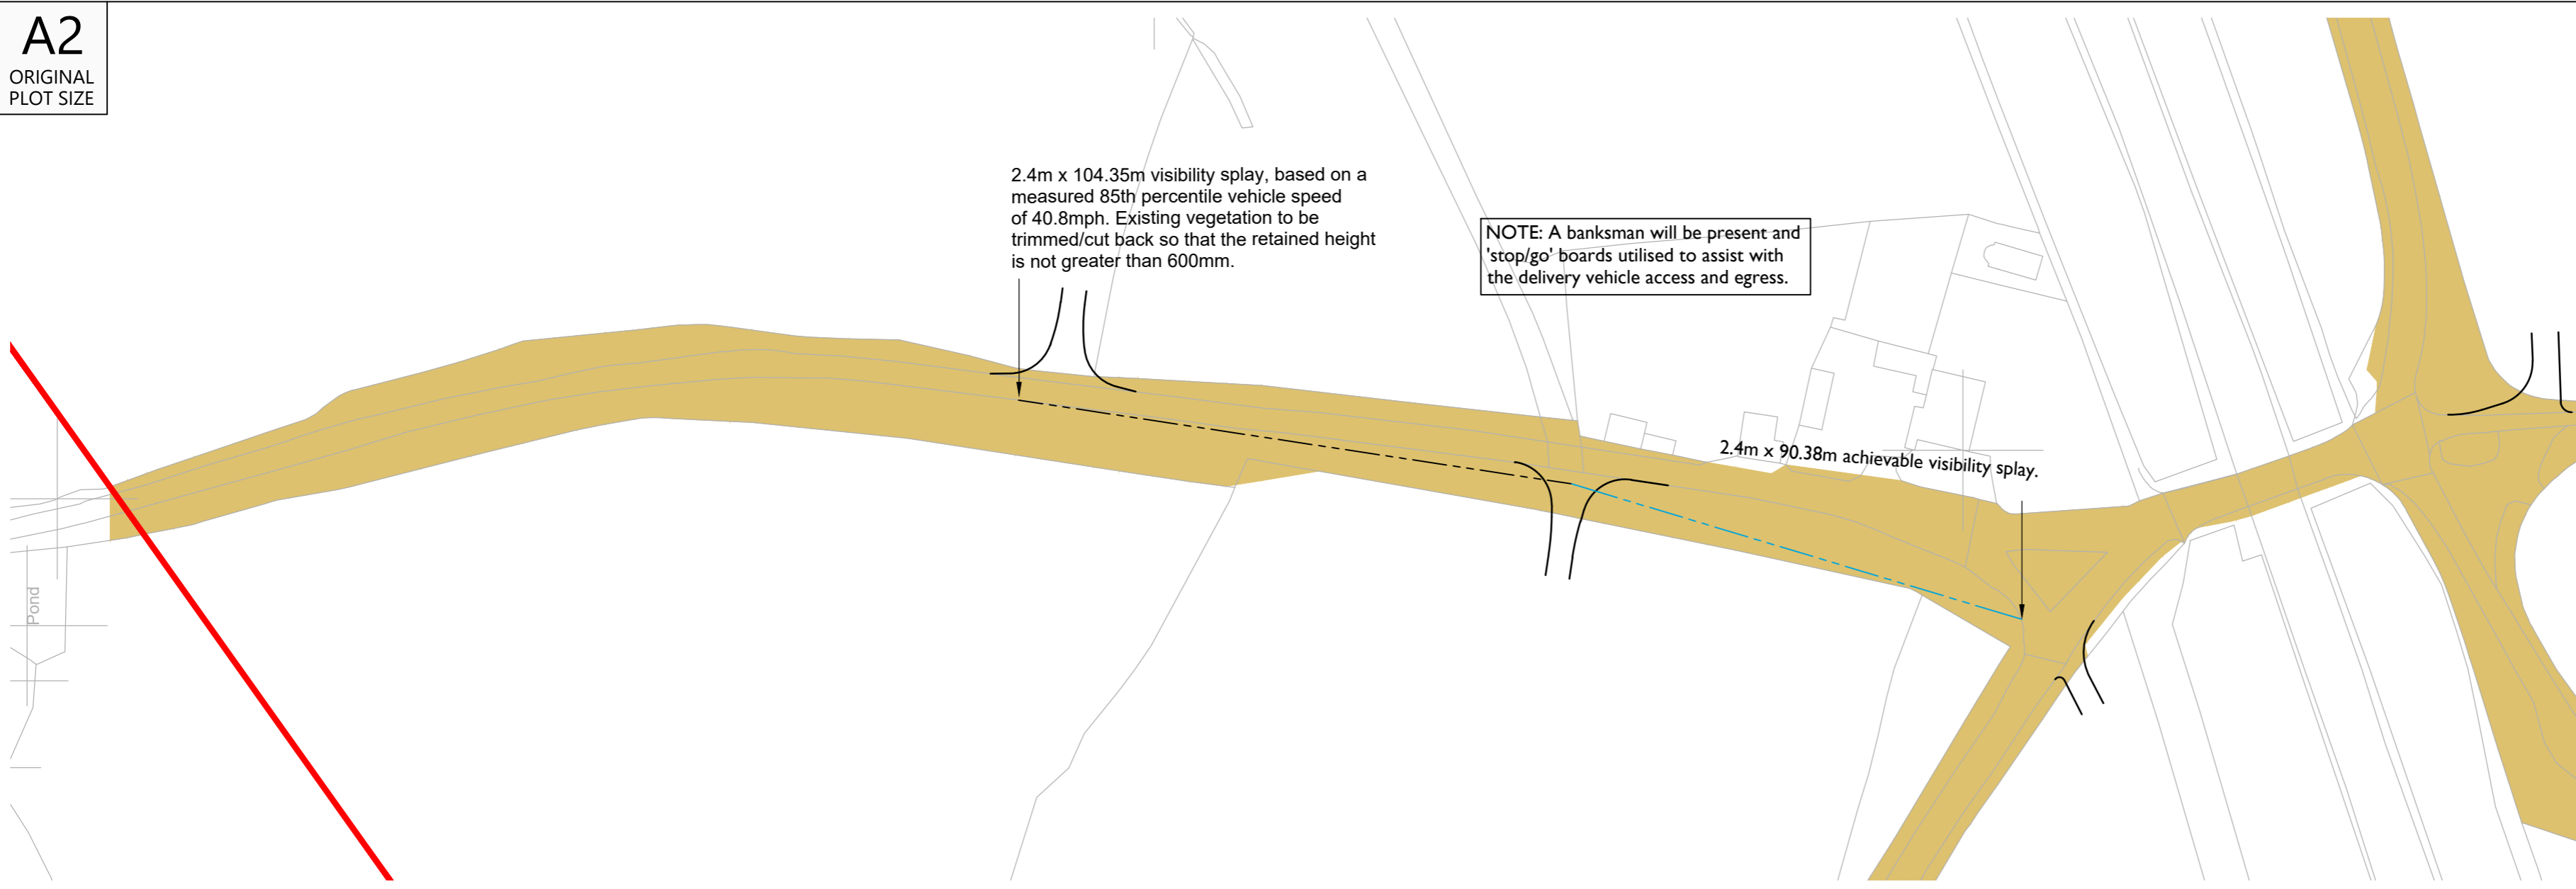 A2
ORIGINAL
PLOT SIZE
2.4m x 104.35m visibility splay, based on a
measured 85th percentile vehicle speed
of 40.8mph. Existing vegetation to be
trimmed/cut back so that the retained height
is not greater than 600mm.
NOTE: A banksman will be present and
'stop/go' boards utilised to assist with
the delivery vehicle access and egress.
2.4m x 90.38m achievable visibility splay.
Pond